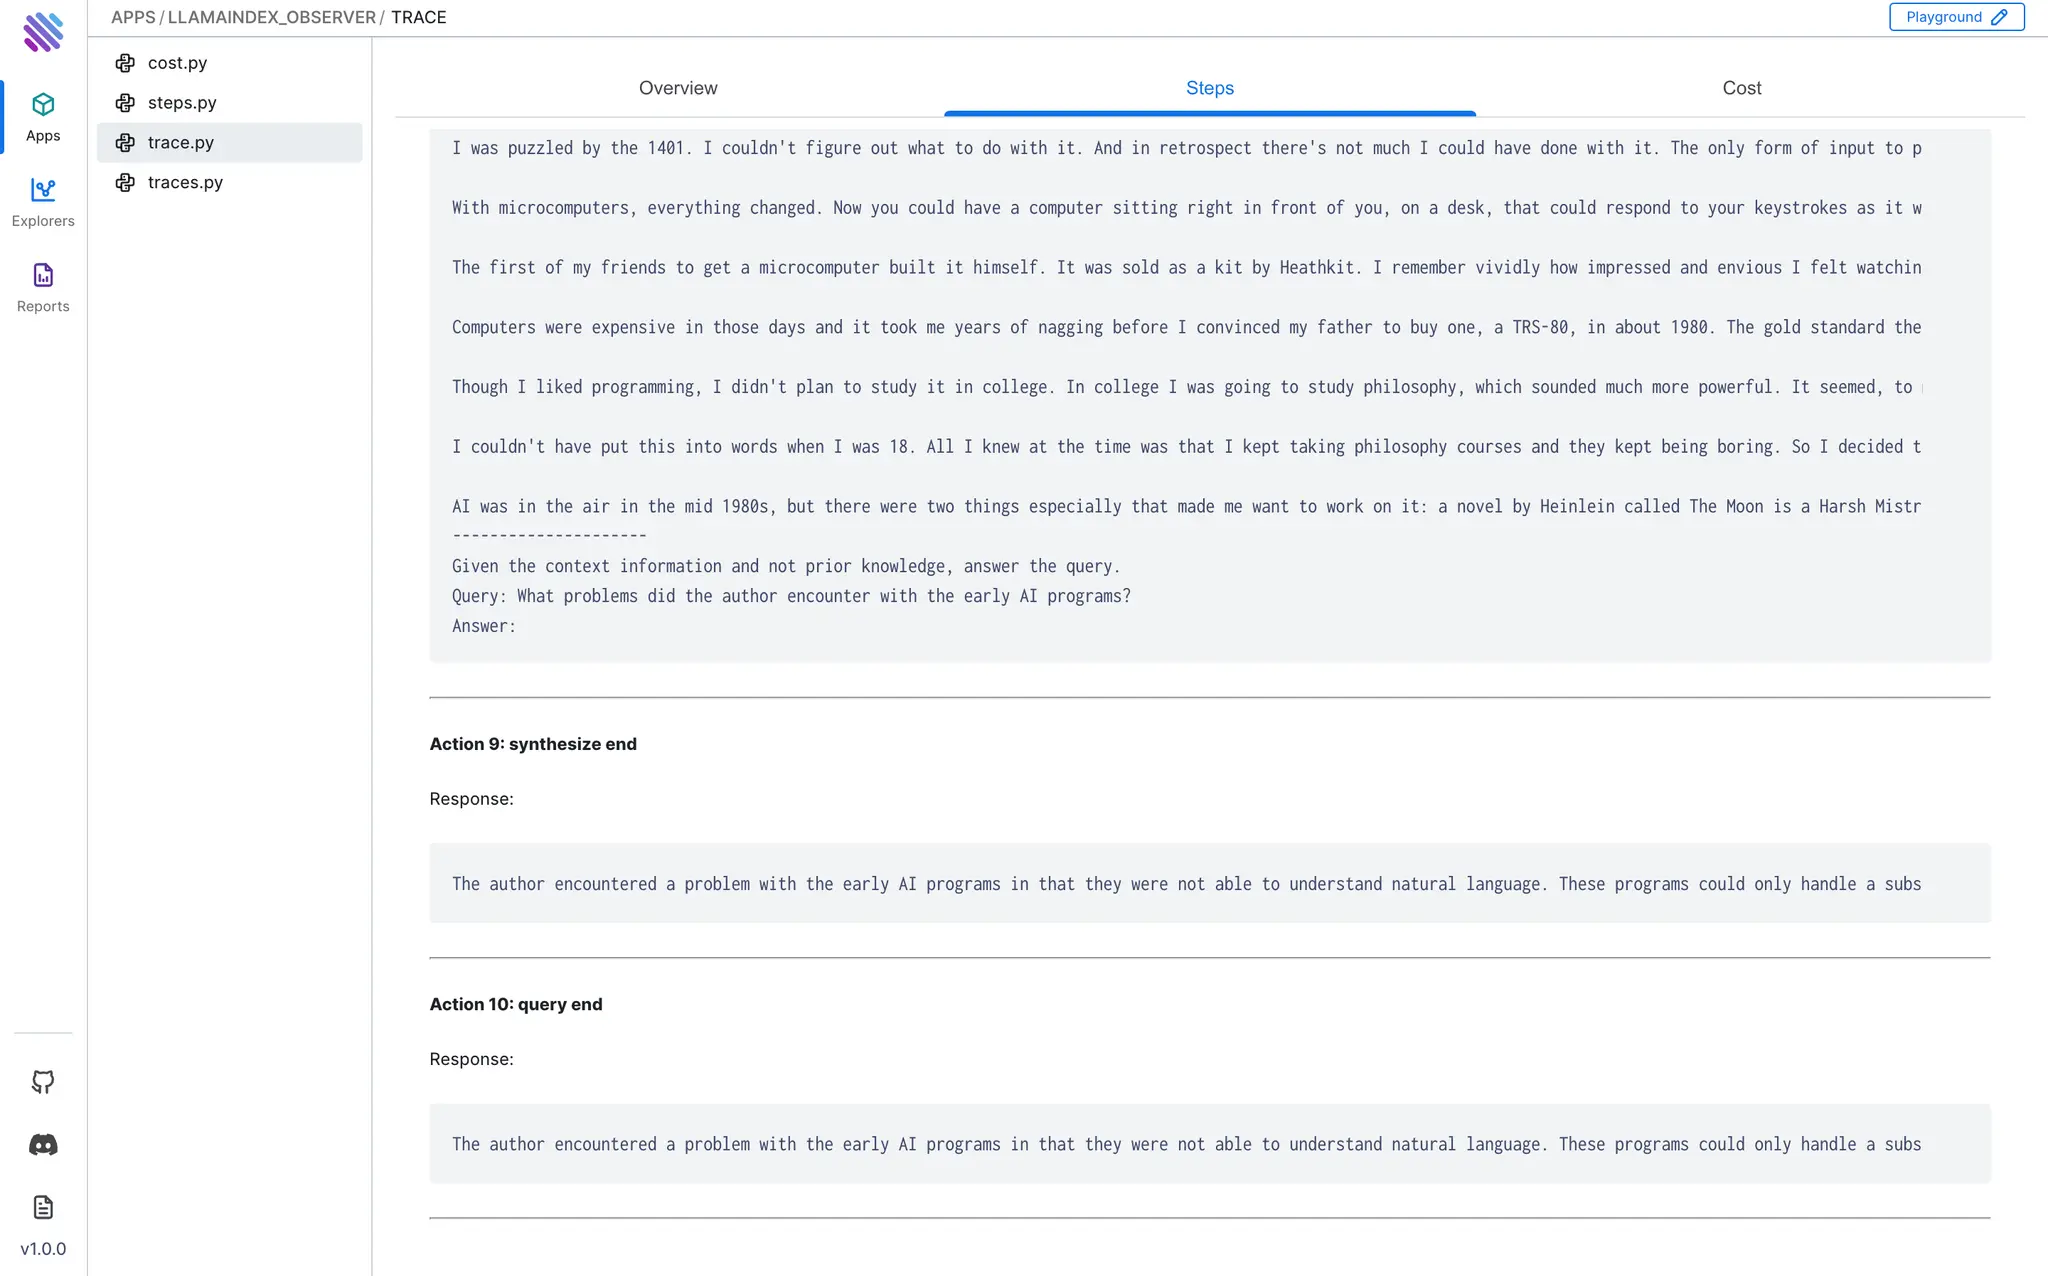 APPS / LLAMAINDEX_OBSERVER / TRACE
Playground
Apps
Explorers
Reports
v1.0.0
cost.py
steps.py
trace.py
traces.py
Overview
Steps
Cost
I was puzzled by the 1401. I couldn't figure out what to do with it. And in retrospect there's not much I could have done with it. The only form of input to p
With microcomputers, everything changed. Now you could have a computer sitting right in front of you, on a desk, that could respond to your keystrokes as it w
The first of my friends to get a microcomputer built it himself. It was sold as a kit by Heathkit. I remember vividly how impressed and envious I felt watchin
Computers were expensive in those days and it took me years of nagging before I convinced my father to buy one, a TRS-80, in about 1980. The gold standard the
Though I liked programming, I didn't plan to study it in college. In college I was going to study philosophy, which sounded much more powerful. It seemed, to
I couldn't have put this into words when I was 18. All I knew at the time was that I kept taking philosophy courses and they kept being boring. So I decided t
AI was in the air in the mid 1980s, but there were two things especially that made me want to work on it: a novel by Heinlein called The Moon is a Harsh Mistr
---------------------
Given the context information and not prior knowledge, answer the query.
Query: What problems did the author encounter with the early AI programs?
Answer:
Action 9: synthesize end
Response:
The author encountered a problem with the early AI programs in that they were not able to understand natural language. These programs could only handle a subs
Action 10: query end
Response:
The author encountered a problem with the early AI programs in that they were not able to understand natural language. These programs could only handle a subs